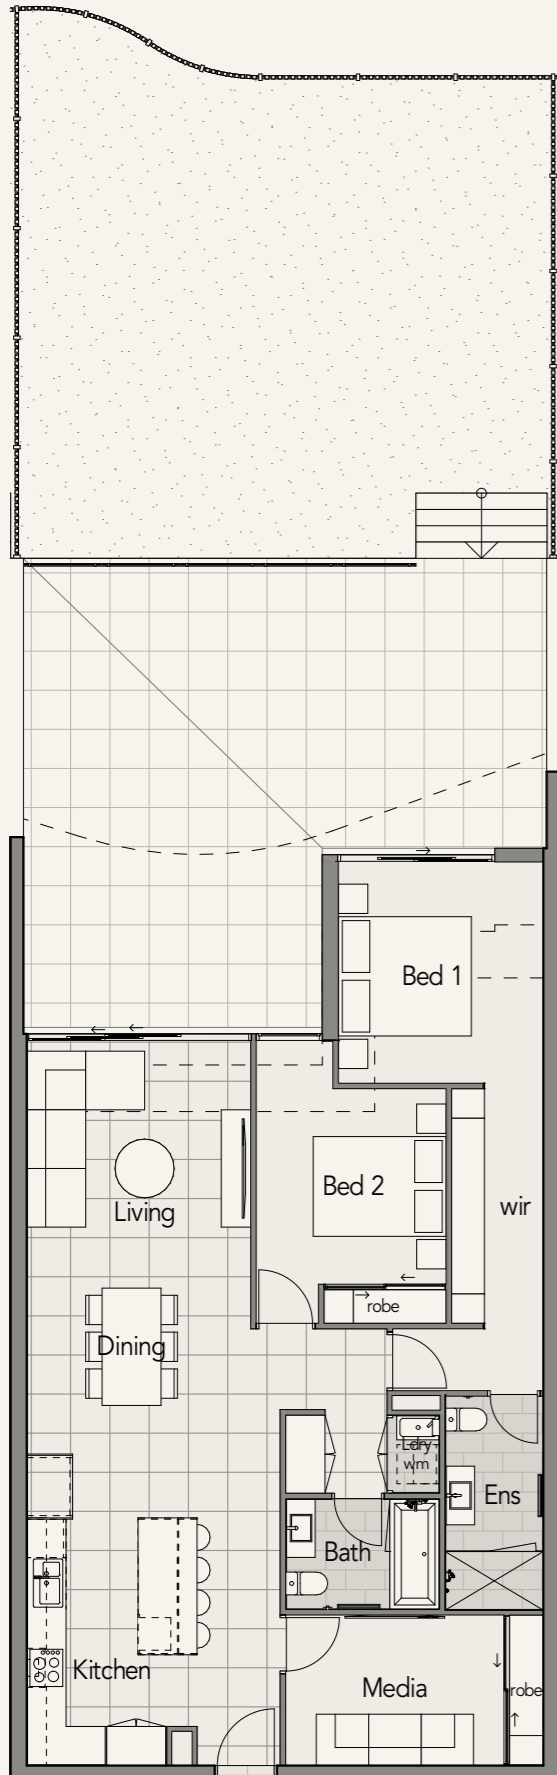 Bed 1
Bed 2
wir
Living
robe
Dining
Ldry
wm
Ens
Bath
Kitchen
Media
robe